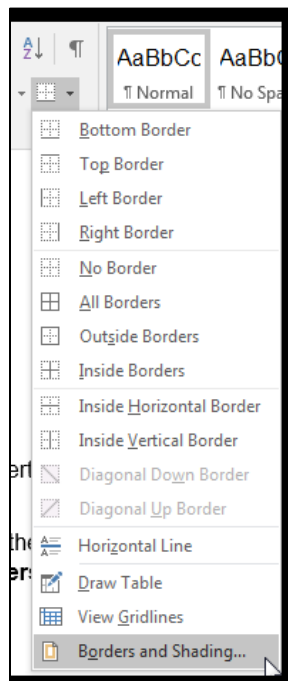 AaBbCc AaBb
¶ Normal ¶ No Spa
Bottom Border
Top Border
Left Border
Right Border
No Border
All Borders
Outside Borders
Inside Borders
Inside Horizontal Border
Inside Vertical Border
Diagonal Down Border
Diagonal Up Border
Horizontal Line
Draw Table
View Gridlines
Borders and Shading...